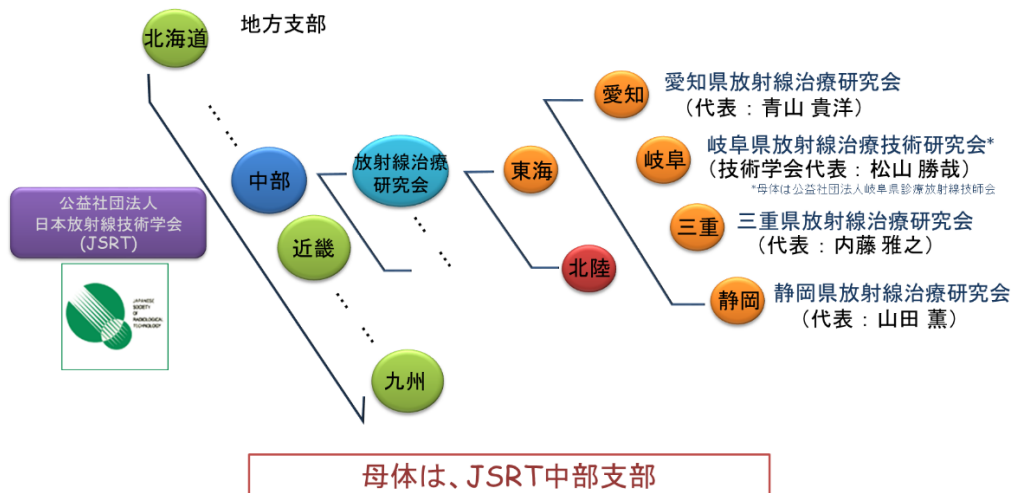 地方支部
北海道
中部
近畿
九州
公益社団法人
日本放射線技術学会
(JSRT)
JAPANESE
SOCIETY
OF
RADIOLOGICAL
TECHNOLOGY
放射線治療
研究会
東海
北陸
愛知
愛知県放射線治療研究会
(代表:青山 貴洋)
岐阜
岐阜県放射線治療技術研究会*
(技術学会代表:松山 勝哉)
*母体は公益社団法人岐阜県診療放射線技師会
三重
三重県放射線治療研究会
(代表:内藤 雅之)
静岡
静岡県放射線治療研究会
(代表:山田 薫)
母体は、JSRT中部支部